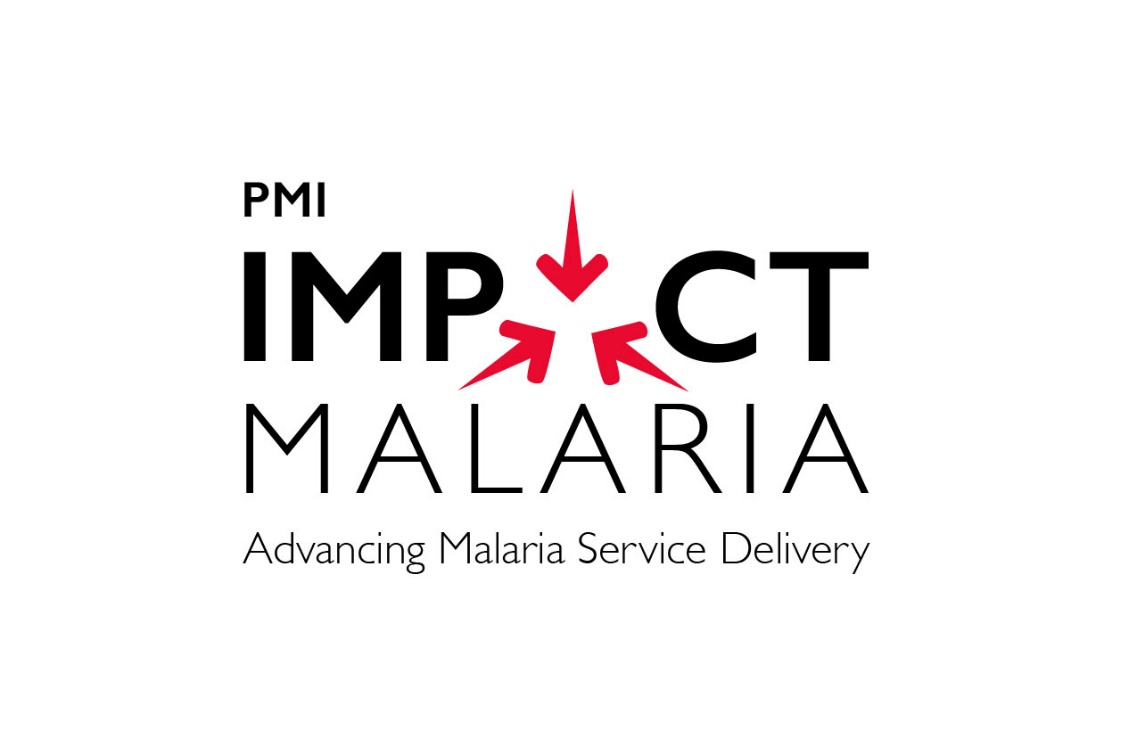 PMI
IMPACT
MALARIA
Advancing Malaria Service Delivery